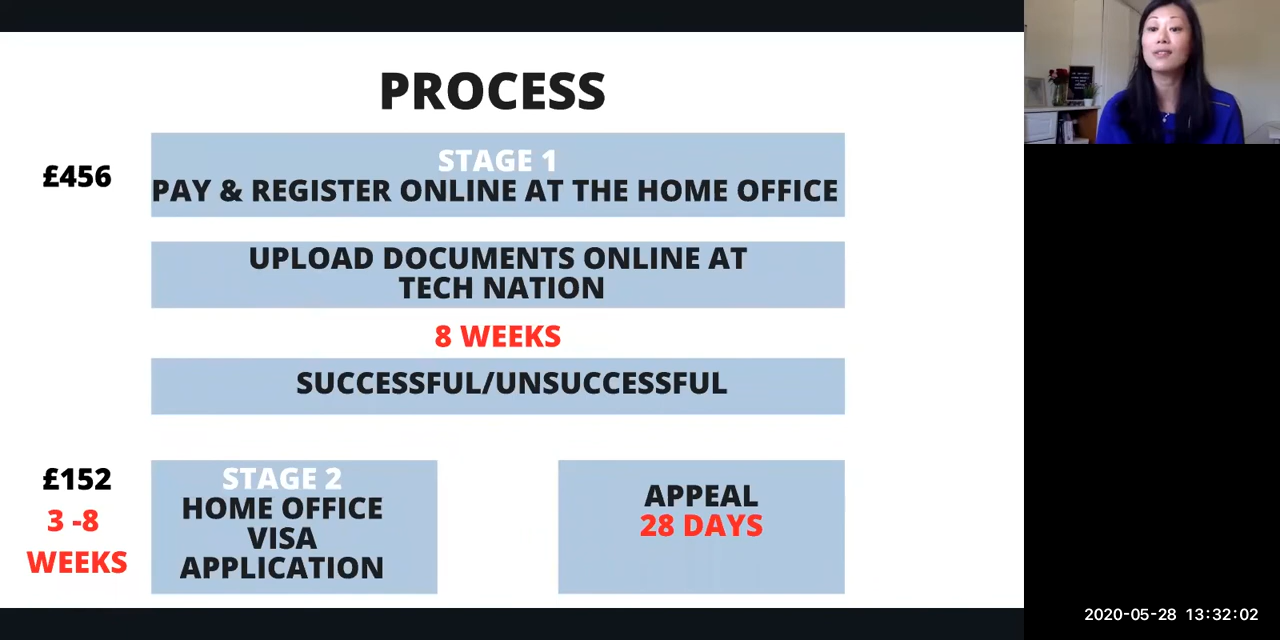 PROCESS
£456
STAGE 1
PAY & REGISTER ONLINE AT THE HOME OFFICE
UPLOAD DOCUMENTS ONLINE AT
TECH NATION
8 WEEKS
SUCCESSFUL/UNSUCCESSFUL
£152
3 -8
WEEKS
STAGE 2
HOME OFFICE
VISA
APPLICATION
APPEAL
28 DAYS
2020-05-28 13:32:02